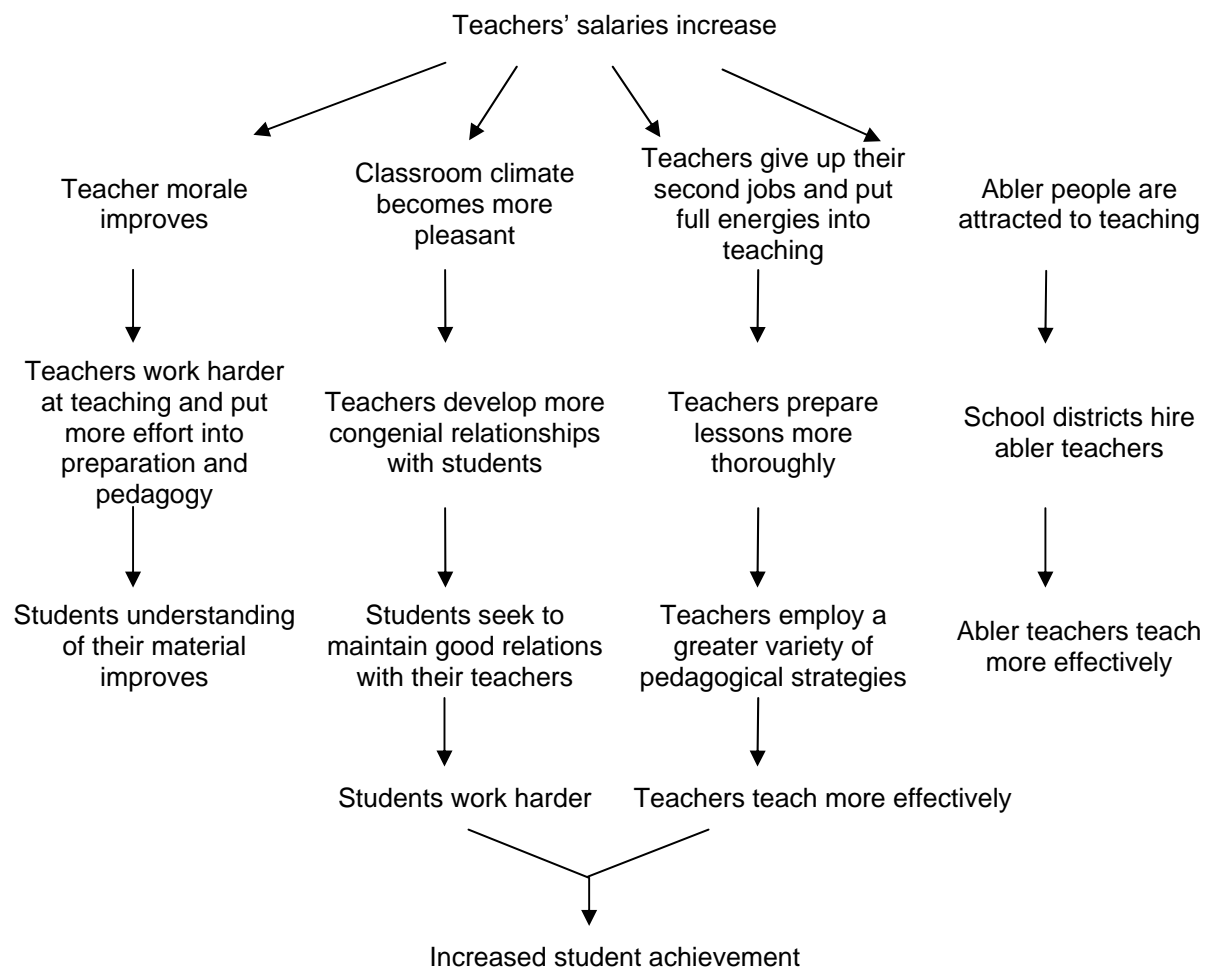 Teachers’ salaries increase
Teacher morale
improves
Classroom climate
becomes more
pleasant
Teachers give up their
second jobs and put
full energies into
teaching
Abler people are
attracted to teaching
Teachers work harder
at teaching and put
more effort into
preparation and
pedagogy
Teachers develop more
congenial relationships
with students
Teachers prepare
lessons more
thoroughly
School districts hire
abler teachers
Students understanding
of their material
improves
Students seek to
maintain good relations
with their teachers
Teachers employ a
greater variety of
pedagogical strategies
Abler teachers teach
more effectively
Students work harder
Teachers teach more effectively
Increased student achievement